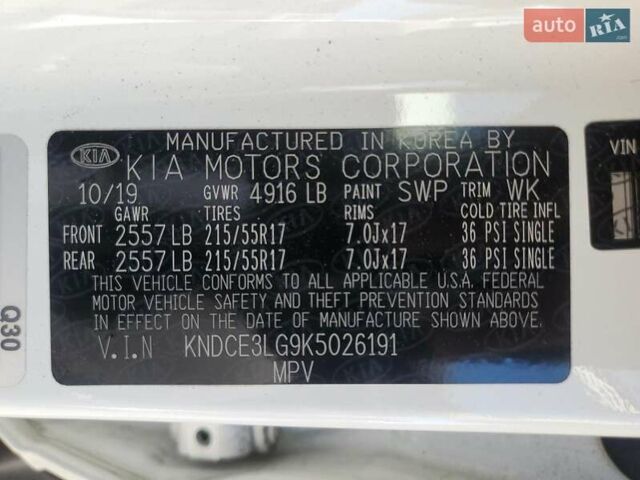 auto RIA
.com
MANUFACTURED IN KOREA BY
KIA KIA MOTORS CORPORATION
10/19 GVWR 4916 LB PAINT SWP TRIM WK
GAWR TIRES RIMS COLD TIRE INFL
FRONT 2557 LB 215/55R17 7.0Jx17 36 PSI SINGLE
REAR 2557 LB 215/55R17 7.0Jx17 36 PSI SINGLE
THIS VEHICLE CONFORMS TO ALL APPLICABLE U.S.A. FEDERAL
MOTOR VEHICLE SAFETY AND THEFT PREVENTION STANDARDS
IN EFFECT ON THE DATE OF MANUFACTURE SHOWN ABOVE.
V.I.N KNDCE3LG9K5026191
MPV
Q30
VIN